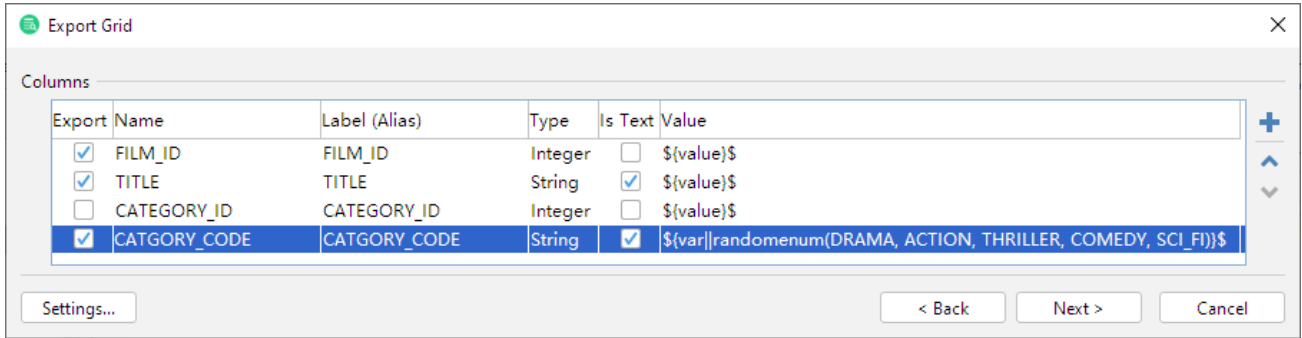 Export Grid
Columns
Export Name Label (Alias) Type Is Text Value
FILM_ID FILM_ID Integer ${value}$
TITLE TITLE String ${value}$
CATEGORY_ID CATEGORY_ID Integer ${value}$
CATGORY_CODE CATGORY_CODE String ${var||randomenum(DRAMA, ACTION, THRILLER, COMEDY, SCI_FI)}$
Settings... < Back Next > Cancel